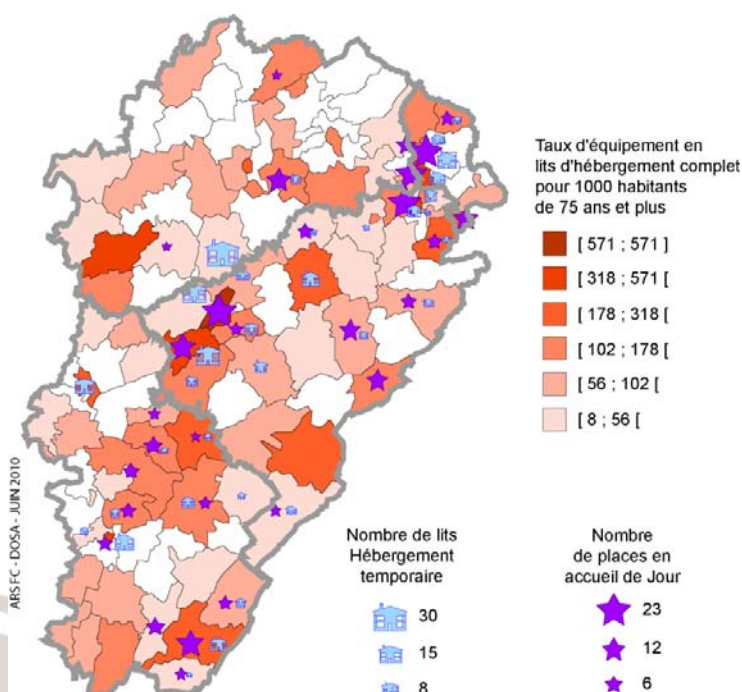 Taux d'équipement en
lits d'hébergement complet
pour 1000 habitants
de 75 ans et plus
[ 571 ; 571 ]
[ 318 ; 571 [
[ 178 ; 318 [
[ 102 ; 178 [
[ 56 ; 102 [
[ 8 ; 56 [
Nombre de lits
Hébergement
temporaire
30
15
8
Nombre
de places en
accueil de Jour
23
12
6
ARS FC - DOSA - JUIN 2010